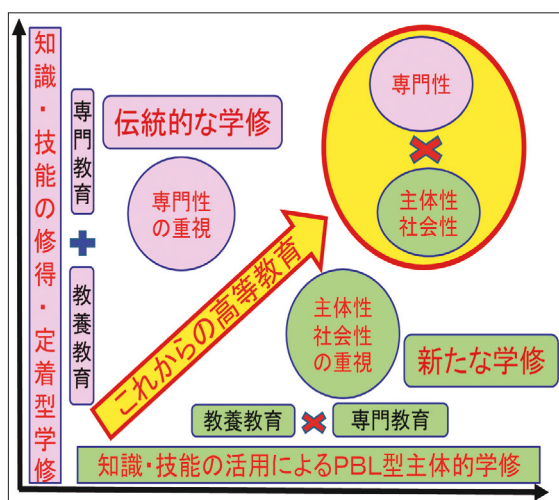 知識・技能の修得・定着型学修
専門教育
+
教養教育
伝統的な学修
専門性
の重視
専門性
×
主体性
社会性
これからの高等教育
主体性
社会性
の重視
新たな学修
教養教育 × 専門教育
知識・技能の活用によるPBL型主体的学修